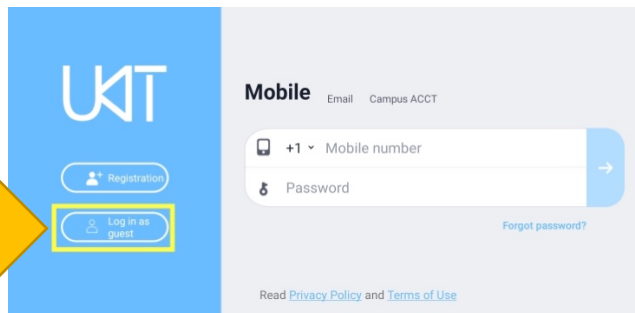 UKIT
Registration
Log in as
guest
Mobile Email Campus ACCT
+1 Mobile number
Password
Forgot password?
Read Privacy Policy and Terms of Use